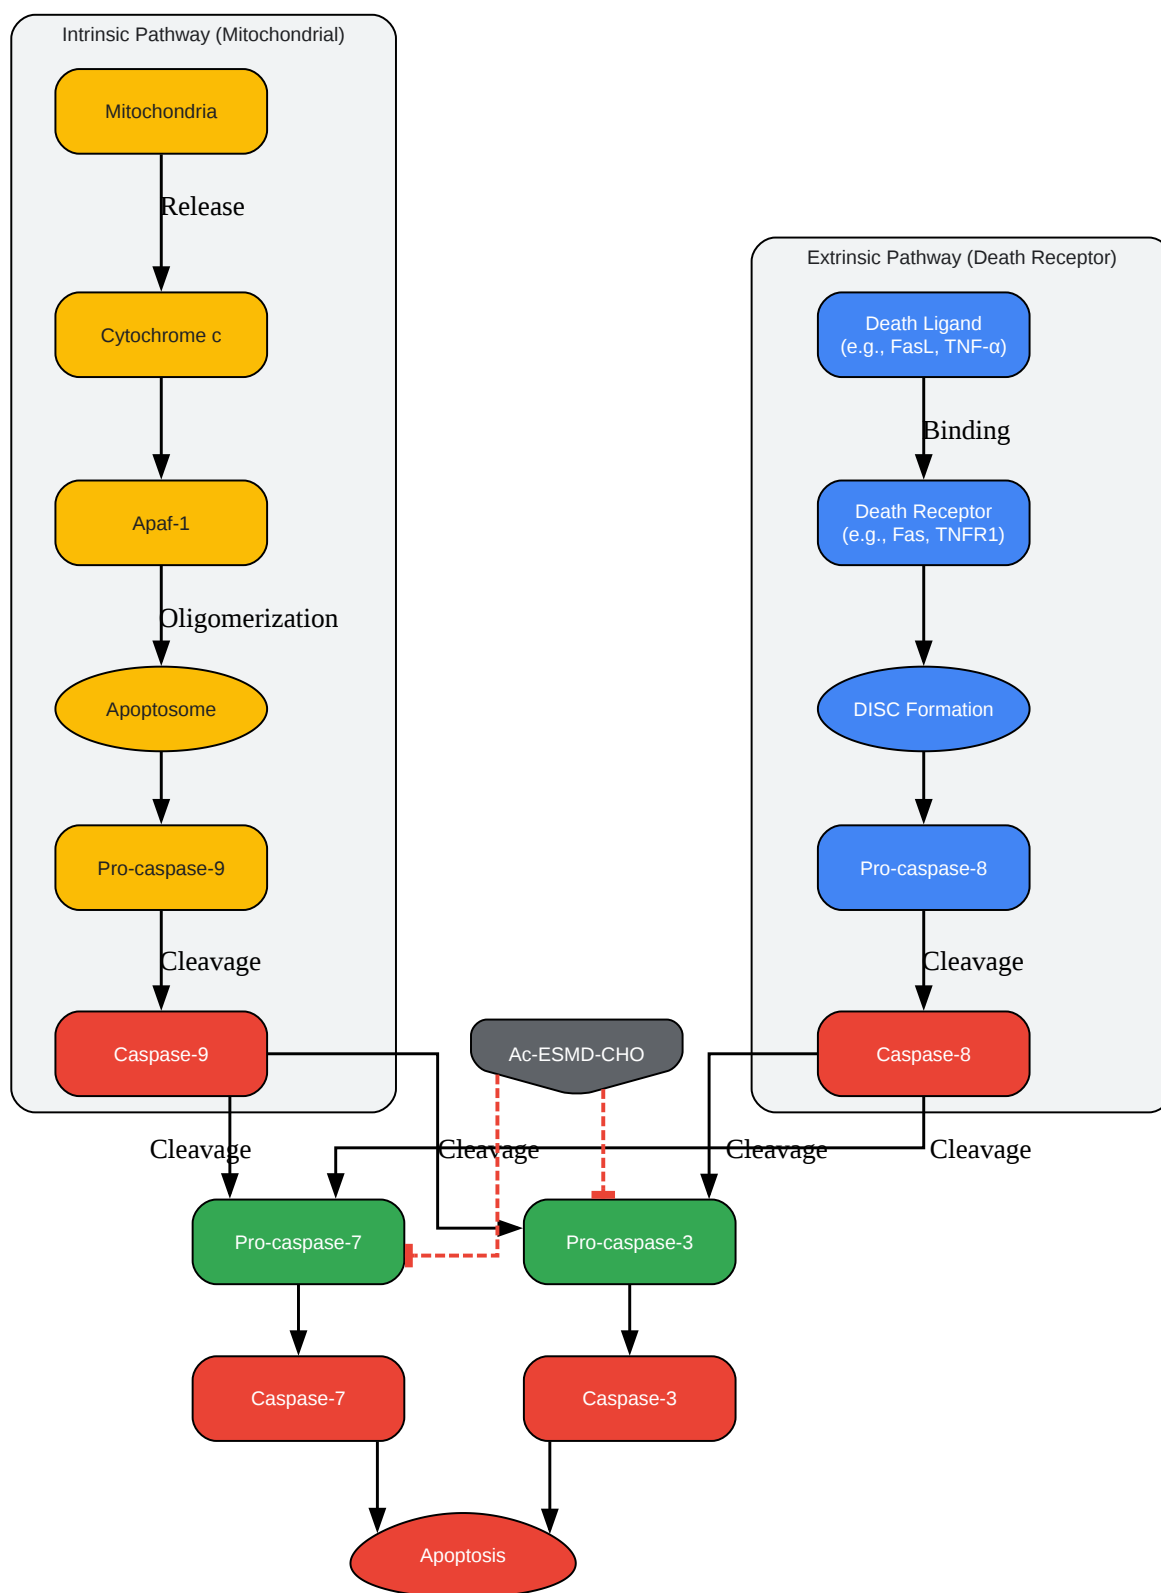 Intrinsic Pathway (Mitochondrial)
Mitochondria
Release
Extrinsic Pathway (Death Receptor)
Cytochrome c
Death Ligand
(e.g., FasL, TNF-α)
Binding
Apaf-1
Death Receptor
(e.g., Fas, TNFR1)
Oligomerization
Apoptosome
DISC Formation
Pro-caspase-9
Pro-caspase-8
Cleavage
Cleavage
Caspase-9
Ac-ESMD-CHO
Caspase-8
Cleavage
Cleavage
Cleavage
Cleavage
Pro-caspase-7
Pro-caspase-3
Caspase-7
Caspase-3
Apoptosis